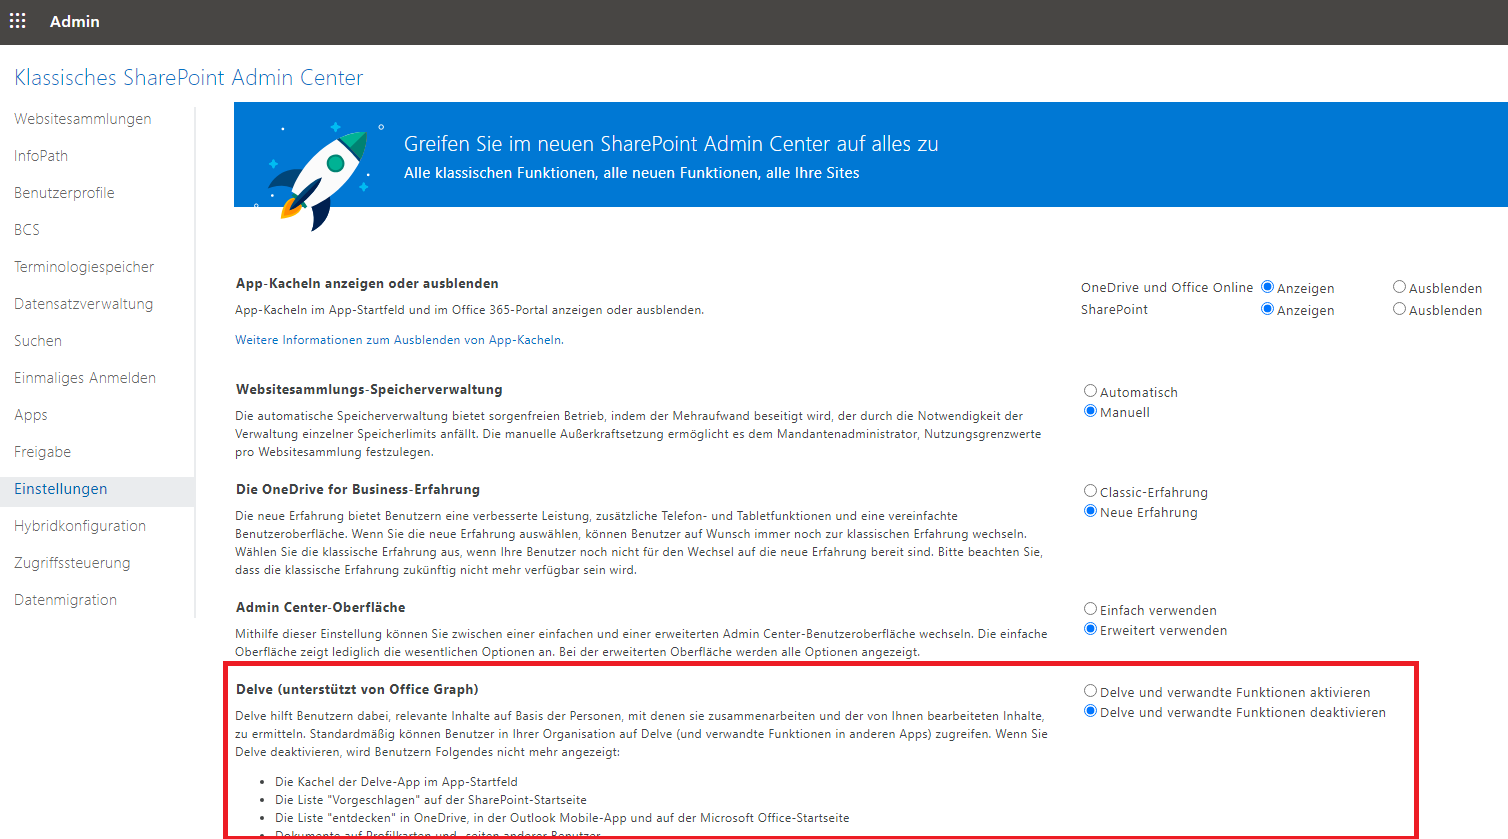 Admin
Klassisches SharePoint Admin Center
Websitesammlungen
InfoPath
Benutzerprofile
BCS
Terminologiespeicher
Datensatzverwaltung
Suchen
Einmaliges Anmelden
Apps
Freigabe
Einstellungen
Hybridkonfiguration
Zugriffssteuerung
Datenmigration
Greifen Sie im neuen SharePoint Admin Center auf alles zu
Alle klassischen Funktionen, alle neuen Funktionen, alle Ihre Sites
App-Kacheln anzeigen oder ausblenden
App-Kacheln im App-Startfeld und im Office 365-Portal anzeigen oder ausblenden.
Weitere Informationen zum Ausblenden von App-Kacheln.
OneDrive und Office Online Anzeigen Ausblenden
SharePoint Anzeigen Ausblenden
Websitesammlungs-Speicherverwaltung
Die automatische Speicherverwaltung bietet sorgenfreien Betrieb, indem der Mehraufwand beseitigt wird, der durch die Notwendigkeit der
Verwaltung einzelner Speicherlimits anfällt. Die manuelle Außerkraftsetzung ermöglicht es dem Mandantenadministrator, Nutzungsgrenzwerte
pro Websitesammlung festzulegen.
Automatisch
Manuell
Die OneDrive for Business-Erfahrung
Die neue Erfahrung bietet Benutzern eine verbesserte Leistung, zusätzliche Telefon- und Tabletfunktionen und eine vereinfachte
Benutzeroberfläche. Wenn Sie die neue Erfahrung auswählen, können Benutzer auf Wunsch immer noch zur klassischen Erfahrung wechseln.
Wählen Sie die klassische Erfahrung aus, wenn Ihre Benutzer noch nicht für den Wechsel auf die neue Erfahrung bereit sind. Bitte beachten Sie,
dass die klassische Erfahrung zukünftig nicht mehr verfügbar sein wird.
Classic-Erfahrung
Neue Erfahrung
Admin Center-Oberfläche
Mithilfe dieser Einstellung können Sie zwischen einer einfachen und einer erweiterten Admin Center-Benutzeroberfläche wechseln. Die einfache
Oberfläche zeigt lediglich die wesentlichen Optionen an. Bei der erweiterten Oberfläche werden alle Optionen angezeigt.
Einfach verwenden
Erweitert verwenden
Delve (unterstützt von Office Graph)
Delve hilft Benutzern dabei, relevante Inhalte auf Basis der Personen, mit denen sie zusammenarbeiten und der von Ihnen bearbeiteten Inhalte,
zu ermitteln. Standardmäßig können Benutzer in Ihrer Organisation auf Delve (und verwandte Funktionen in anderen Apps) zugreifen. Wenn Sie
Delve deaktivieren, wird Benutzern Folgendes nicht mehr angezeigt:
• Die Kachel der Delve-App im App-Startfeld
• Die Liste "Vorgeschlagen" auf der SharePoint-Startseite
• Die Liste "entdecken" in OneDrive, in der Outlook Mobile-App und auf der Microsoft Office-Startseite
• Dokumente auf Profilkarten und -seiten anderer Benutzer
Delve und verwandte Funktionen aktivieren
Delve und verwandte Funktionen deaktivieren